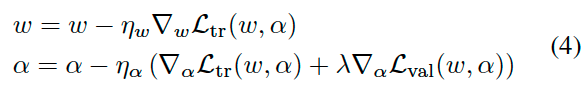 w = w − η_w ∇_w ℒ_tr(w, α)
α = α − η_α (∇_α ℒ_tr(w, α) + λ∇_α ℒ_val(w, α)) (4)